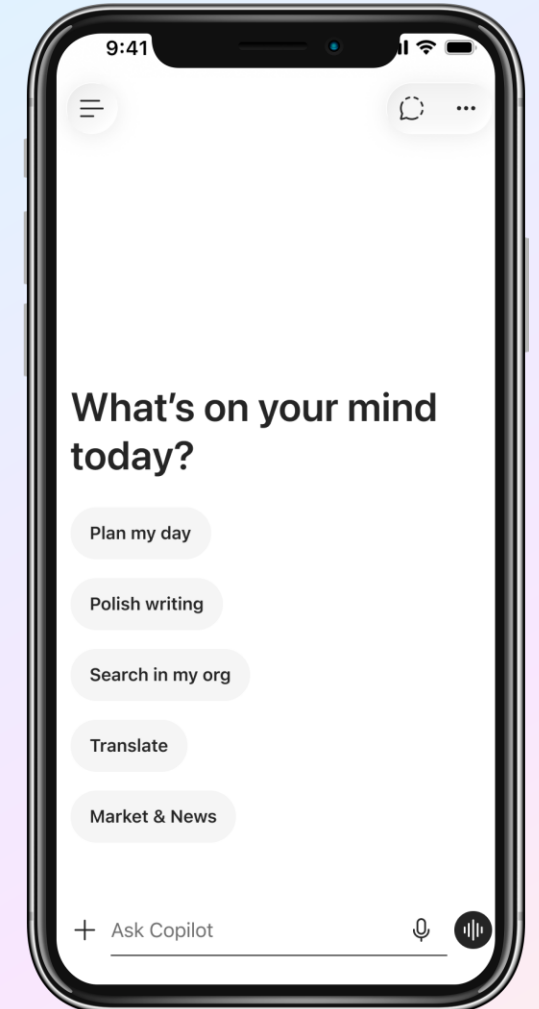 9:41
What's on your mind
today?
Plan my day
Polish writing
Search in my org
Translate
Market & News
Ask Copilot